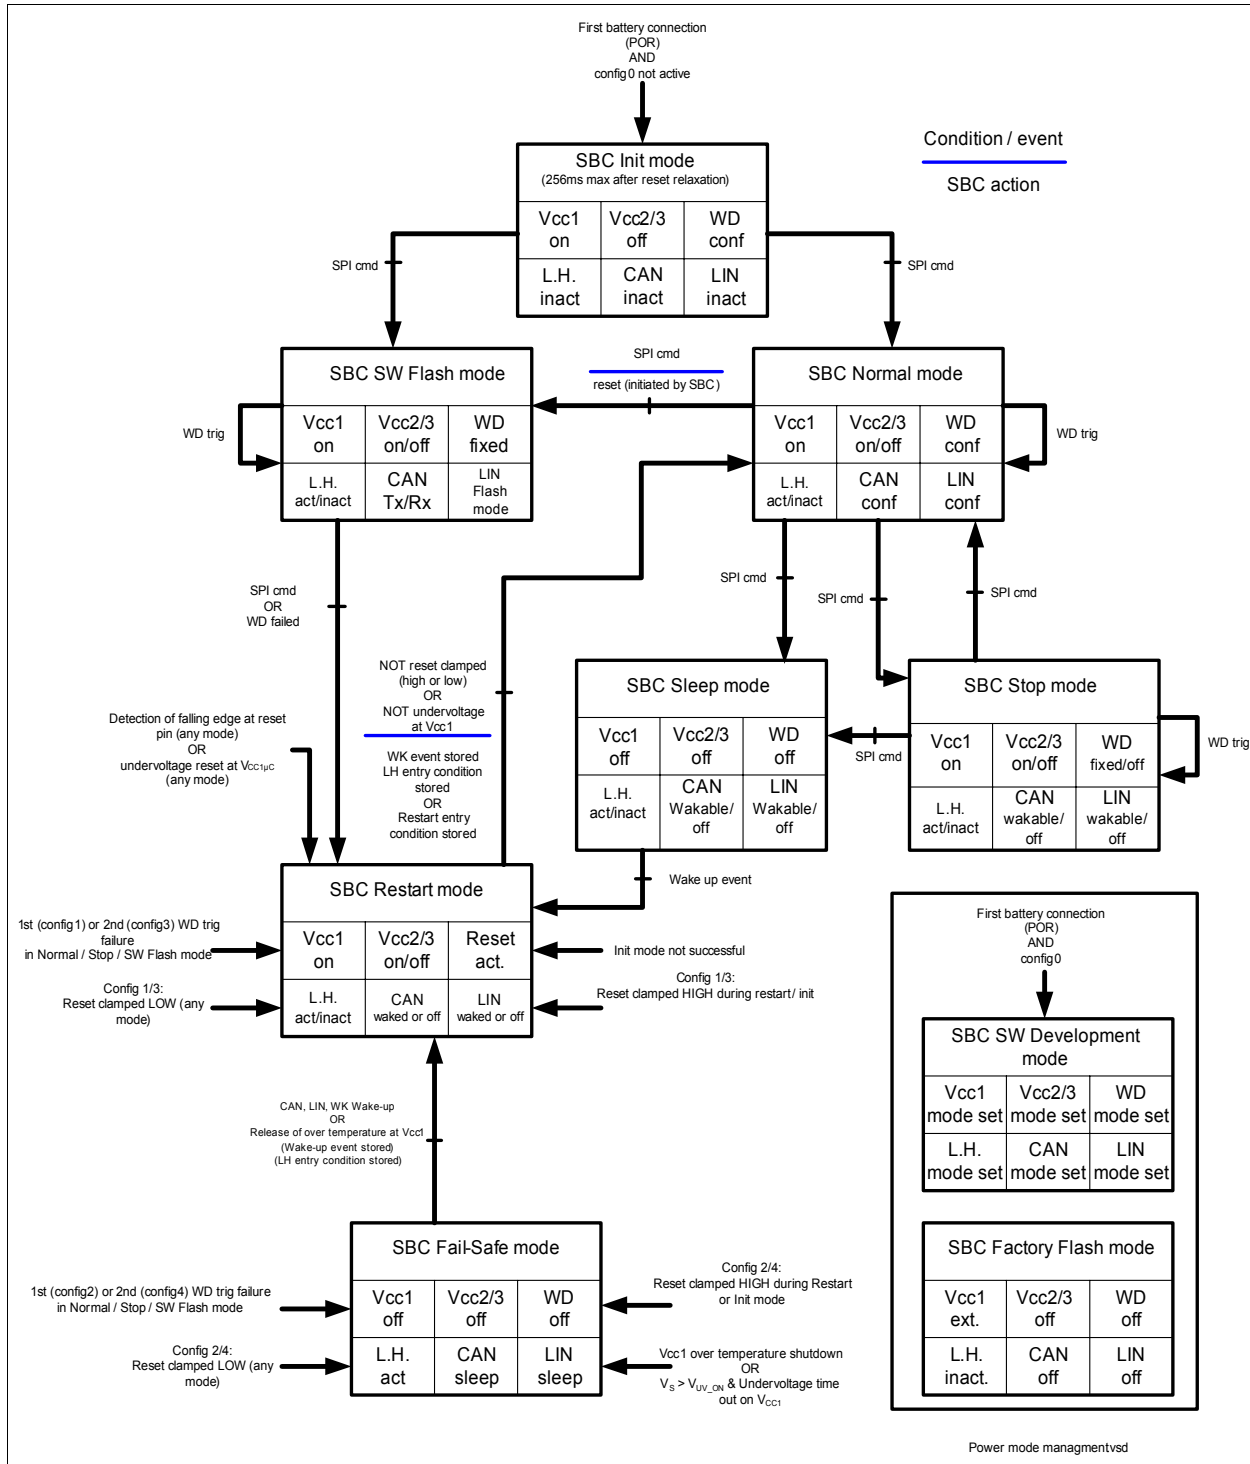 First battery connection
(POR)
AND
config0 not active
Condition / event
SBC action
SBC Init mode
(256ms max after reset relaxation)
Vcc1
on
Vcc2/3
off
WD
conf
L.H.
inact
CAN
inact
LIN
inact
SPI cmd
SPI cmd
SBC SW Flash mode
Vcc1
on
Vcc2/3
on/off
WD
fixed
L.H.
act/inact
CAN
Tx/Rx
LIN
Flash
mode
WD trig
SPI cmd
reset (initiated by SBC)
SBC Normal mode
Vcc1
on
Vcc2/3
on/off
WD
conf
L.H.
act/inact
CAN
conf
LIN
conf
WD trig
SPI cmd
OR
WD failed
SPI cmd
SPI cmd
SPI cmd
NOT reset clamped
(high or low)
OR
NOT undervoltage
at Vcc1
WK event stored
LH entry condition
stored
OR
Restart entry
condition stored
Detection of falling edge at reset
pin (any mode)
OR
undervoltage reset at VCC1µC
(any mode)
SBC Sleep mode
Vcc1
off
Vcc2/3
off
WD
off
L.H.
act/inact
CAN
Wakable/
off
LIN
Wakable/
off
SPI cmd
SBC Stop mode
Vcc1
on
Vcc2/3
on/off
WD
fixed/off
L.H.
act/inact
CAN
wakable/
off
LIN
wakable/
off
WD trig
Wake up event
SBC Restart mode
Vcc1
on
Vcc2/3
on/off
Reset
act.
L.H.
act/inact
CAN
waked or off
LIN
waked or off
1st (config1) or 2nd (config3) WD trig
failure
in Normal / Stop / SW Flash mode
Config 1/3:
Reset clamped LOW (any
mode)
Init mode not successful
Config 1/3:
Reset clamped HIGH during restart / init
CAN, LIN, WK Wake-up
OR
Release of over temperature at Vcc1
(Wake-up event stored)
(LH entry condition stored)
SBC Fail-Safe mode
Vcc1
off
Vcc2/3
off
WD
off
L.H.
act
CAN
sleep
LIN
sleep
1st (config2) or 2nd (config4) WD trig failure
in Normal / Stop / SW Flash mode
Config 2/4:
Reset clamped LOW (any
mode)
Config 2/4:
Reset clamped HIGH during Restart
or Init mode
Vcc1 over temperature shutdown
OR
VS > VUV_ON & Undervoltage time
out on VCC1
First battery connection
(POR)
AND
config0
SBC SW Development
mode
Vcc1
mode set
Vcc2/3
mode set
WD
mode set
L.H.
mode set
CAN
mode set
LIN
mode set
SBC Factory Flash mode
Vcc1
ext.
Vcc2/3
off
WD
off
L.H.
inact.
CAN
off
LIN
off
Power mode managmentvsd